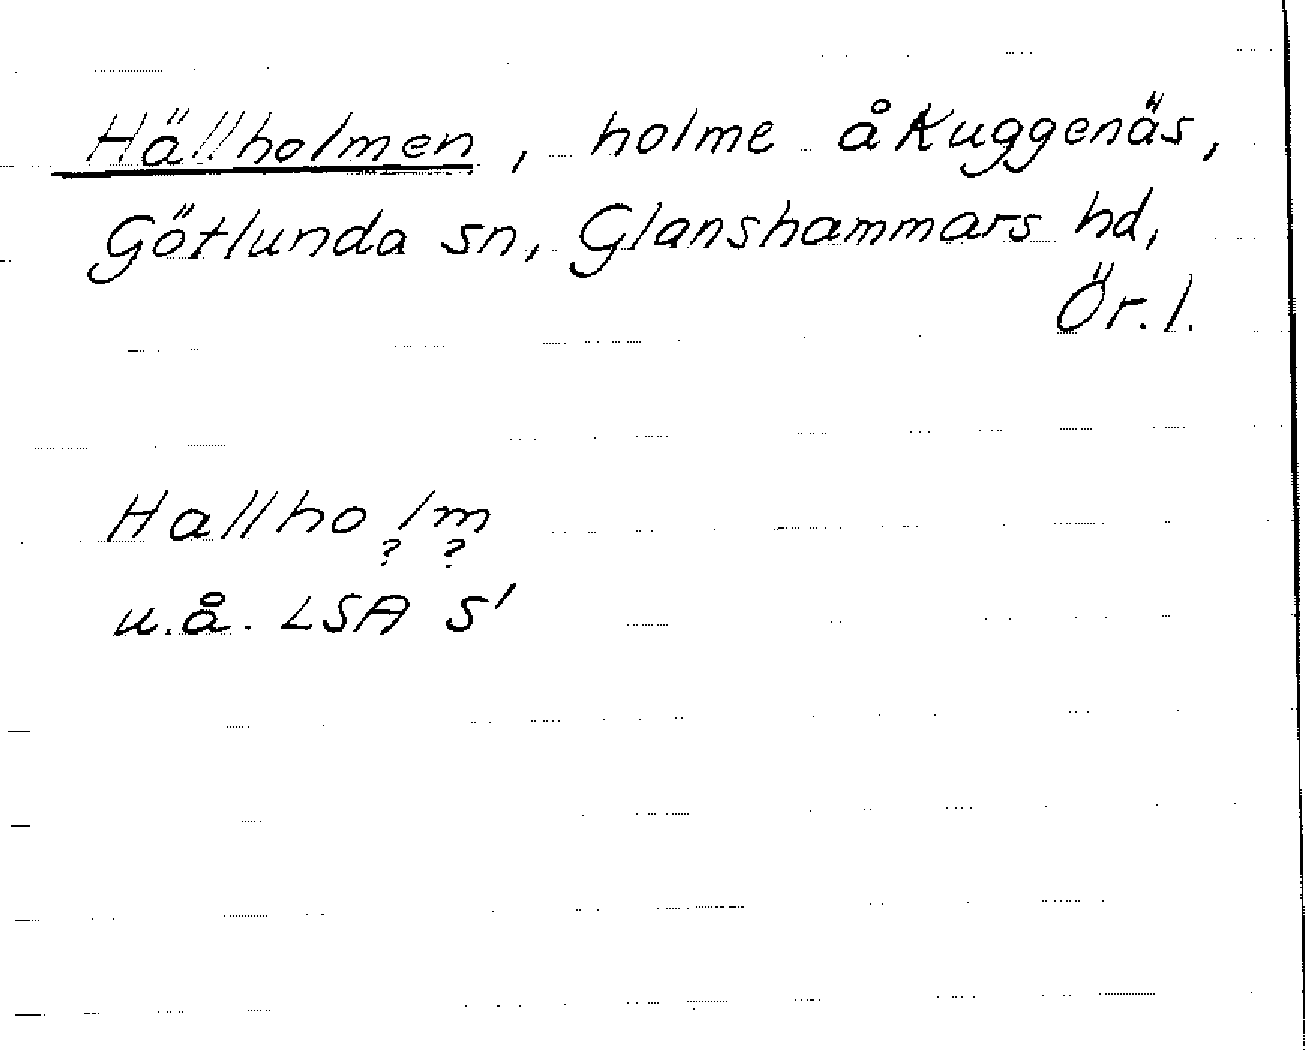 Hällholmen, holme å Kuggenäs,
Götlunda sn, Glanshammars hd,
Ör. l.
Hallholm
? ?
u.å. LSA S'